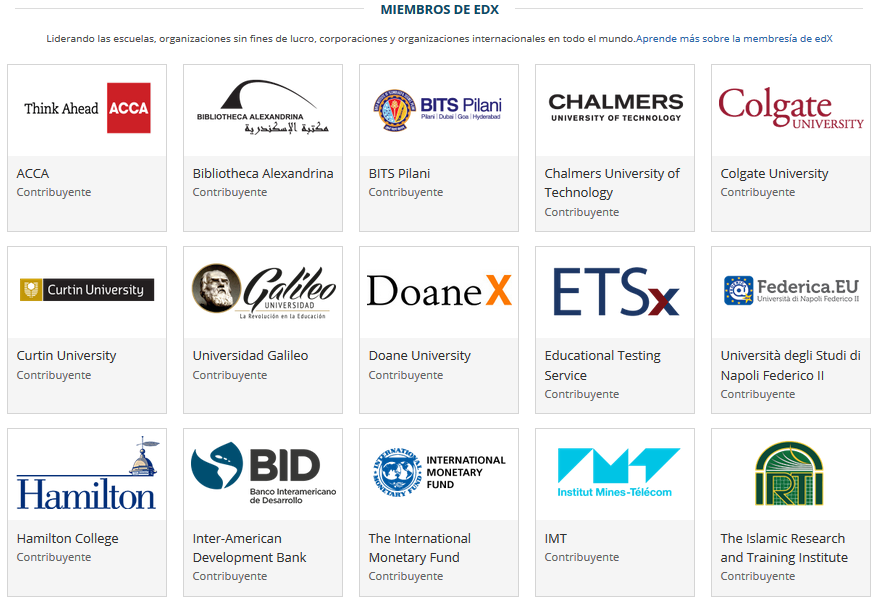 MIEMBROS DE EDX
Liderando las escuelas, organizaciones sin fines de lucro, corporaciones y organizaciones internacionales en todo el mundo.Aprende más sobre la membresía de edX
Think Ahead ACCA
ACCA
Contribuyente
BIBLIOTHECA ALEXANDRINA
مكتبة الإسكندرية
Bibliotheca Alexandrina
Contribuyente
BITS Pilani
Pilani | Dubai | Goa | Hyderabad
BITS Pilani
Contribuyente
CHALMERS
UNIVERSITY OF TECHNOLOGY
Chalmers University of
Technology
Contribuyente
Colgate
UNIVERSITY
Colgate University
Contribuyente
Curtin University
Curtin University
Contribuyente
Galileo
UNIVERSIDAD
La Revolución en la Educación
Universidad Galileo
Contribuyente
DoaneX
Doane University
Contribuyente
ETSx
Educational Testing
Service
Contribuyente
Federica.EU
Università di Napoli Federico II
Università degli Studi di
Napoli Federico II
Contribuyente
Hamilton
Hamilton College
Contribuyente
BID
Banco Interamericano
de Desarrollo
Inter-American
Development Bank
Contribuyente
INTERNATIONAL
MONETARY FUND
INTERNATIONAL
MONETARY
FUND
The International
Monetary Fund
Contribuyente
IMT
Institut Mines-Télécom
IMT
Contribuyente
IRTI
The Islamic Research
and Training Institute
Contribuyente